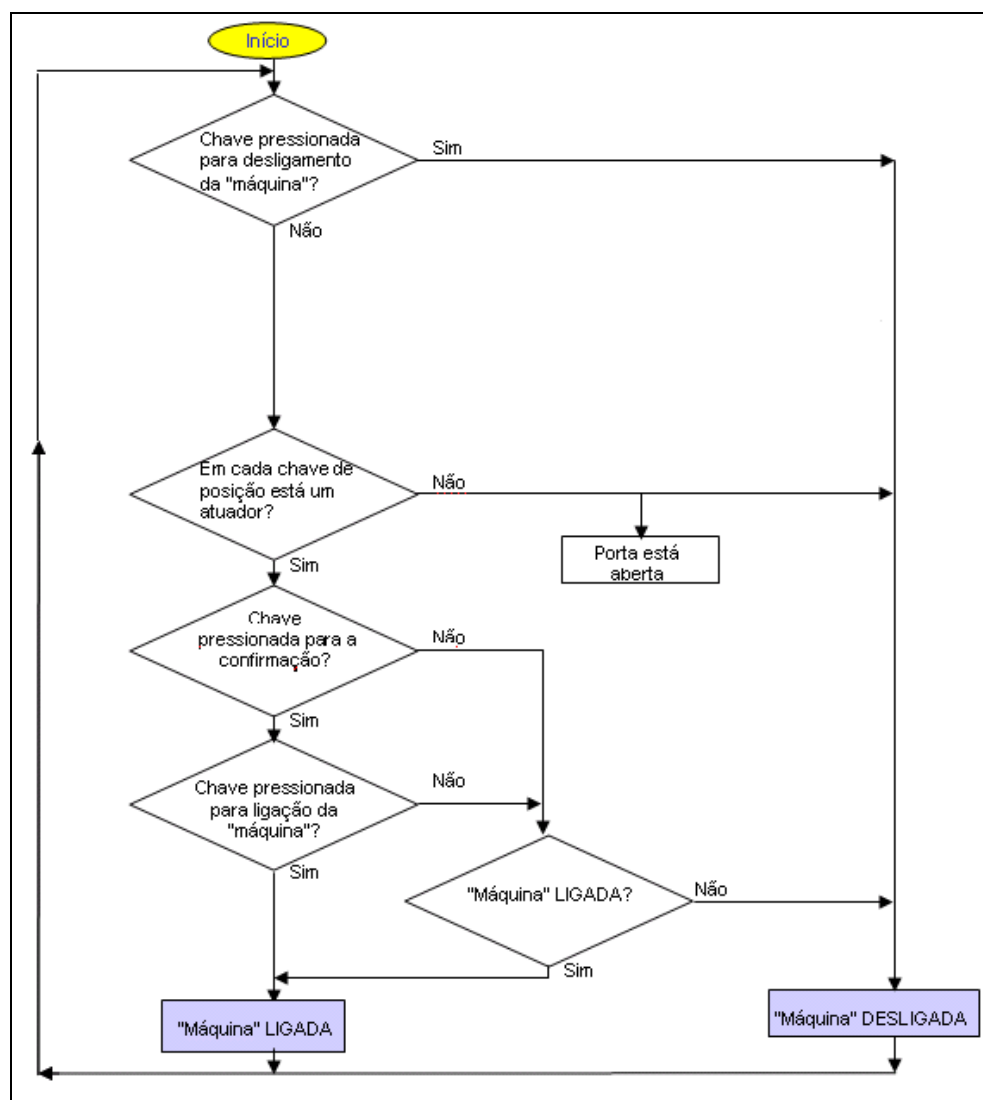 Início
Chave pressionada
para desligamento
da "máquina"?
Sim
Não
Em cada chave de
posição está um
atuador?
Não
Porta está
aberta
Sim
Chave
pressionada para a
confirmação?
Não
Sim
Chave pressionada
para ligação da
"máquina"?
Não
Sim
"Máquina" LIGADA?
Não
Sim
"Máquina" LIGADA
"Máquina" DESLIGADA